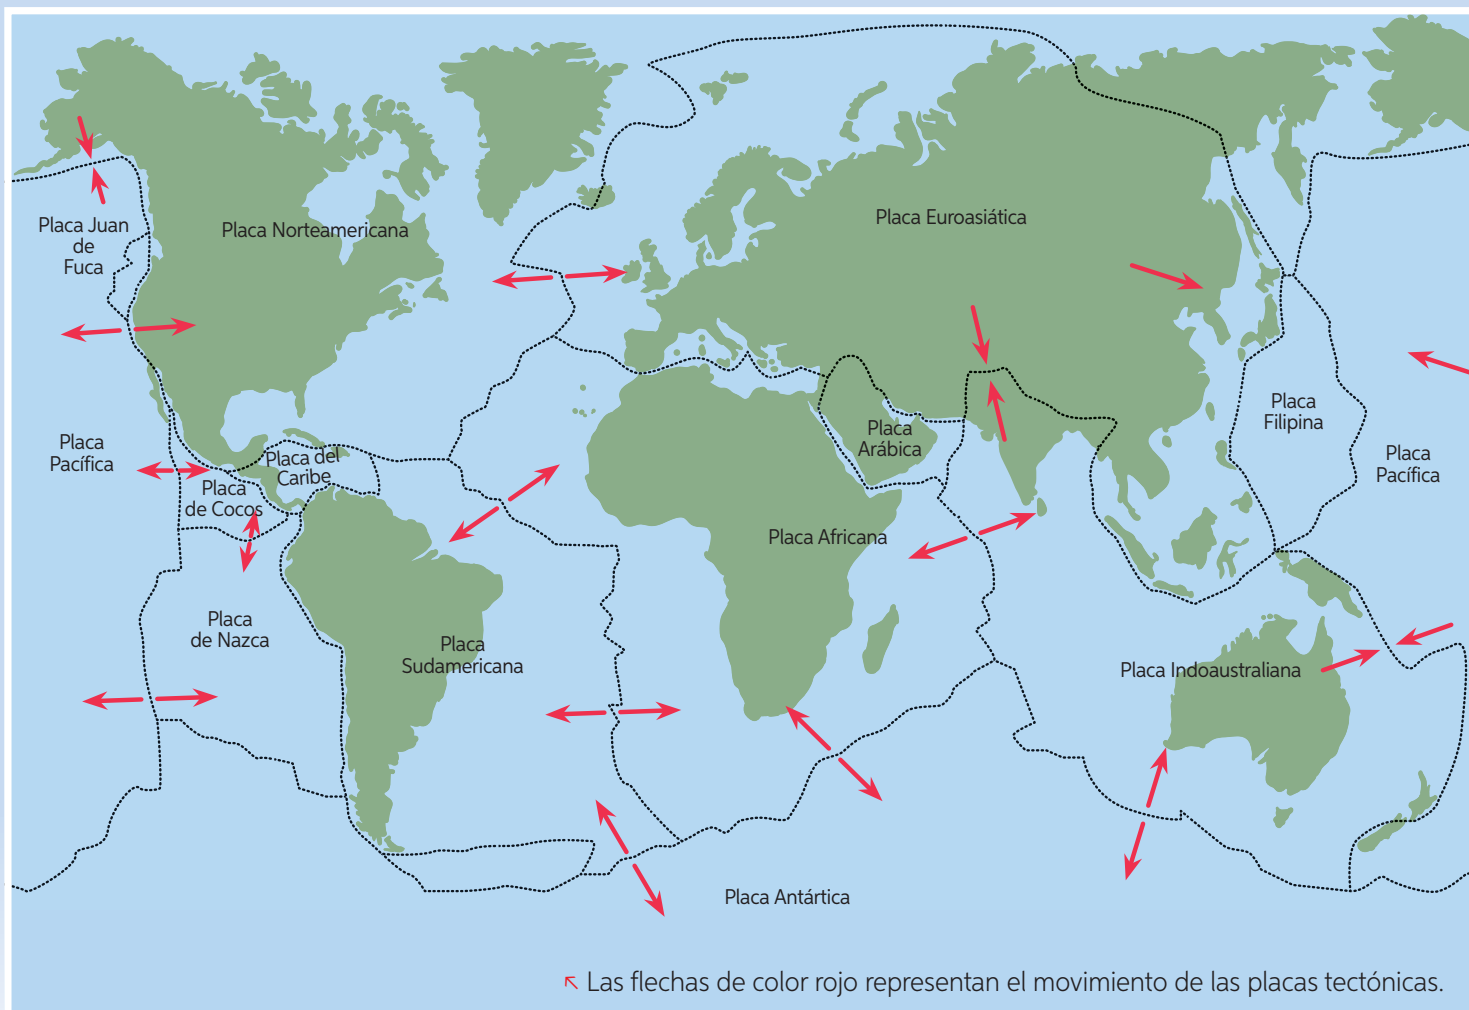 Placa Juan
de
Fuca
Placa Norteamericana
Placa Euroasiática
Placa
Pacífica
Placa del
Caribe
Placa
de Cocos
Placa
Arábica
Placa
Filipina
Placa
Pacífica
Placa Africana
Placa
de Nazca
Placa
Sudamericana
Placa Indoaustraliana
Placa Antártica
Las flechas de color rojo representan el movimiento de las placas tectónicas.